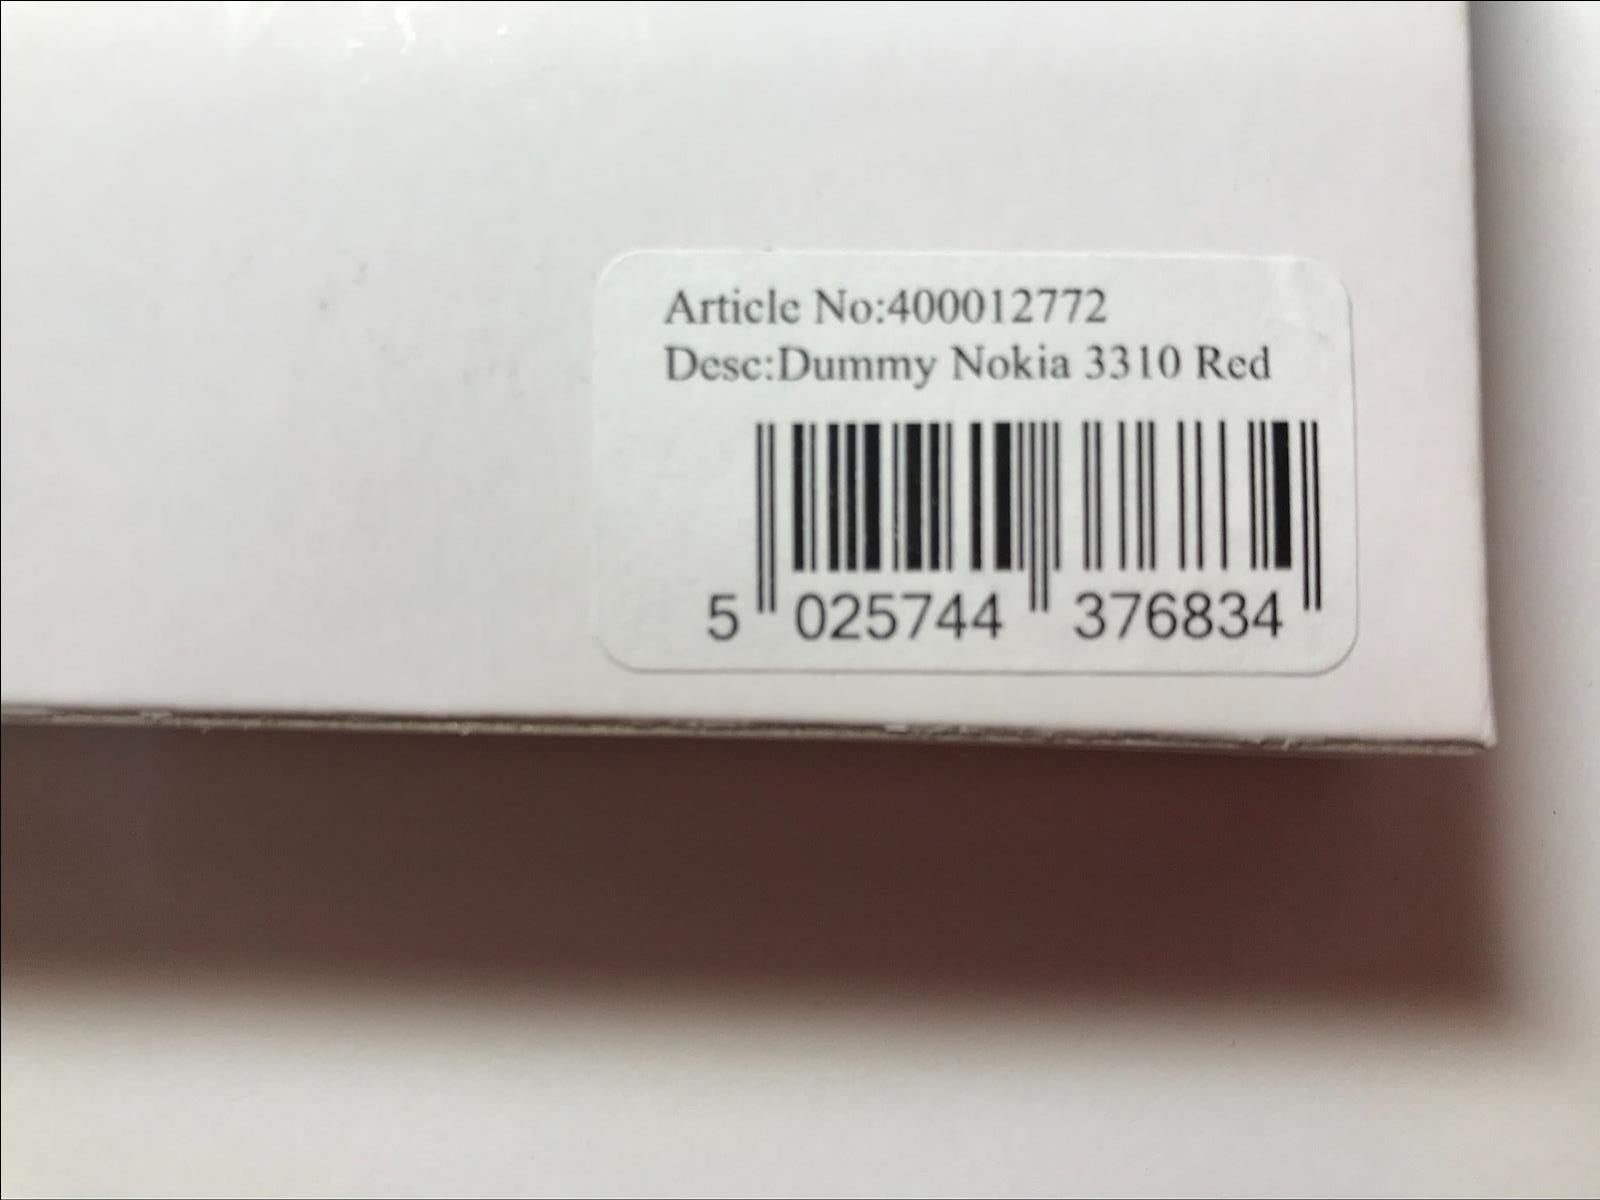 Article No:400012772
Desc:Dummy Nokia 3310 Red
5 025744 376834